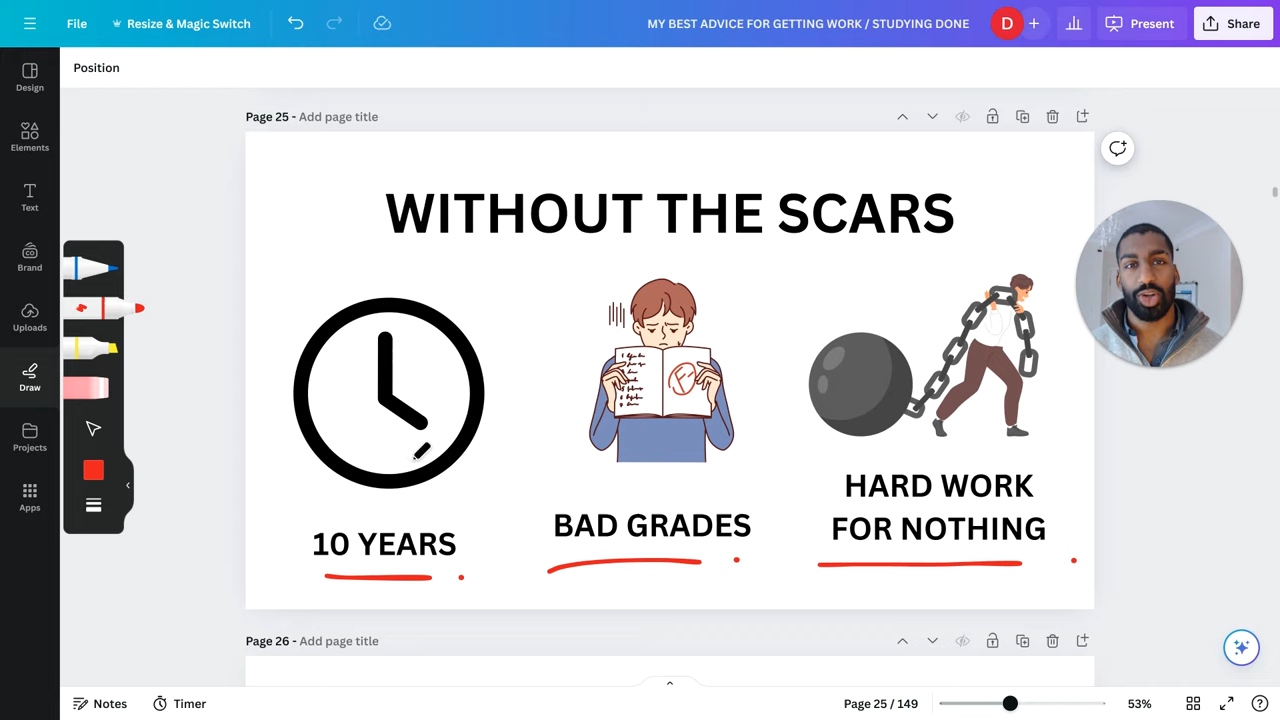 File
Resize & Magic Switch
MY BEST ADVICE FOR GETTING WORK / STUDYING DONE
D
Present
Share
Position
Design
Elements
Text
Brand
Uploads
Draw
Projects
Apps
Page 25 - Add page title
WITHOUT THE SCARS
F-
10 YEARS
BAD GRADES
HARD WORK
FOR NOTHING
Page 26 - Add page title
Notes
Timer
Page 25 / 149
53%